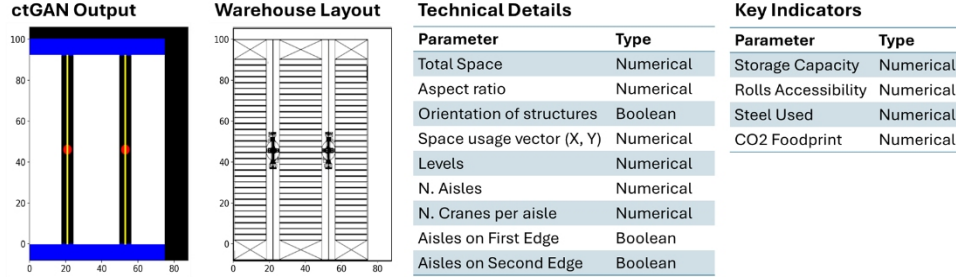 ctGAN Output
100
80
60
40
20
0
0 20 40 60 80
Warehouse Layout
100
80
60
40
20
0
0 20 40 60 80
Technical Details
Parameter Type
Total Space Numerical
Aspect ratio Numerical
Orientation of structures Boolean
Space usage vector (X, Y) Numerical
Levels Numerical
N. Aisles Numerical
N. Cranes per aisle Numerical
Aisles on First Edge Boolean
Aisles on Second Edge Boolean
Key Indicators
Parameter Type
Storage Capacity Numerical
Rolls Accessibility Numerical
Steel Used Numerical
CO2 Foodprint Numerical